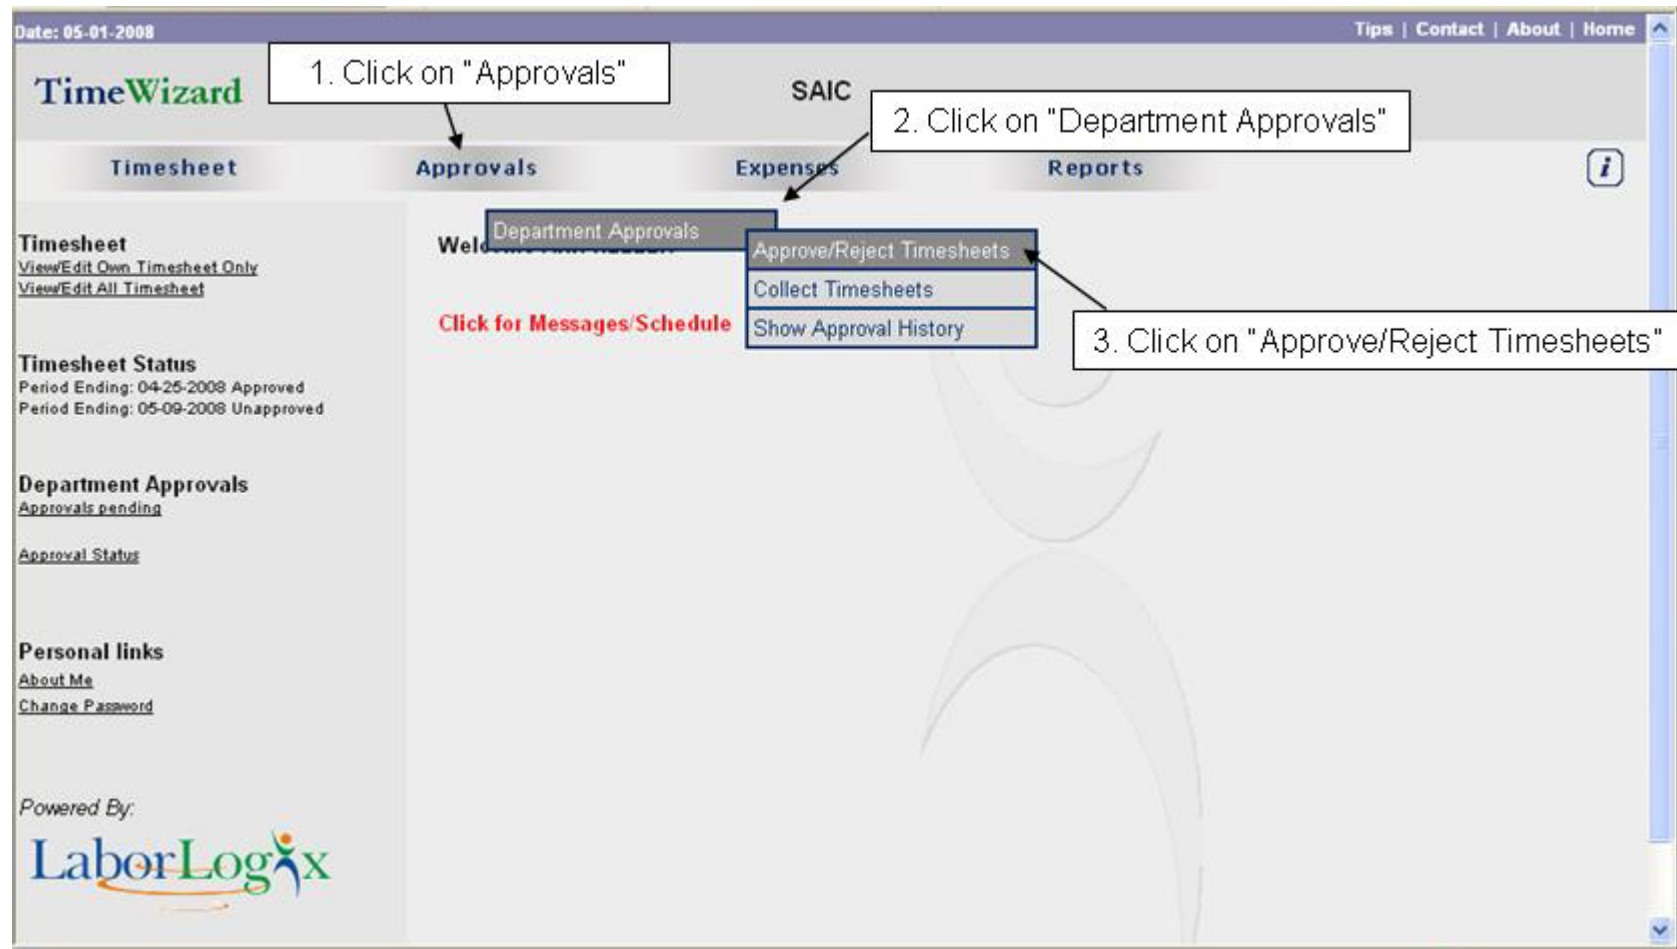 Date: 05-01-2008
Tips | Contact | About | Home
TimeWizard
1. Click on "Approvals"
SAIC
2. Click on "Department Approvals"
Timesheet
Approvals
Expenses
Reports
i
Department Approvals
Approve/Reject Timesheets
Collect Timesheets
Show Approval History
3. Click on "Approve/Reject Timesheets"
Click for Messages/Schedule
Timesheet
View/Edit Own Timesheet Only
View/Edit All Timesheet
Timesheet Status
Period Ending: 04-25-2008 Approved
Period Ending: 05-09-2008 Unapproved
Department Approvals
Approvals pending
Approval Status
Personal links
About Me
Change Password
Powered By:
LaborLogix